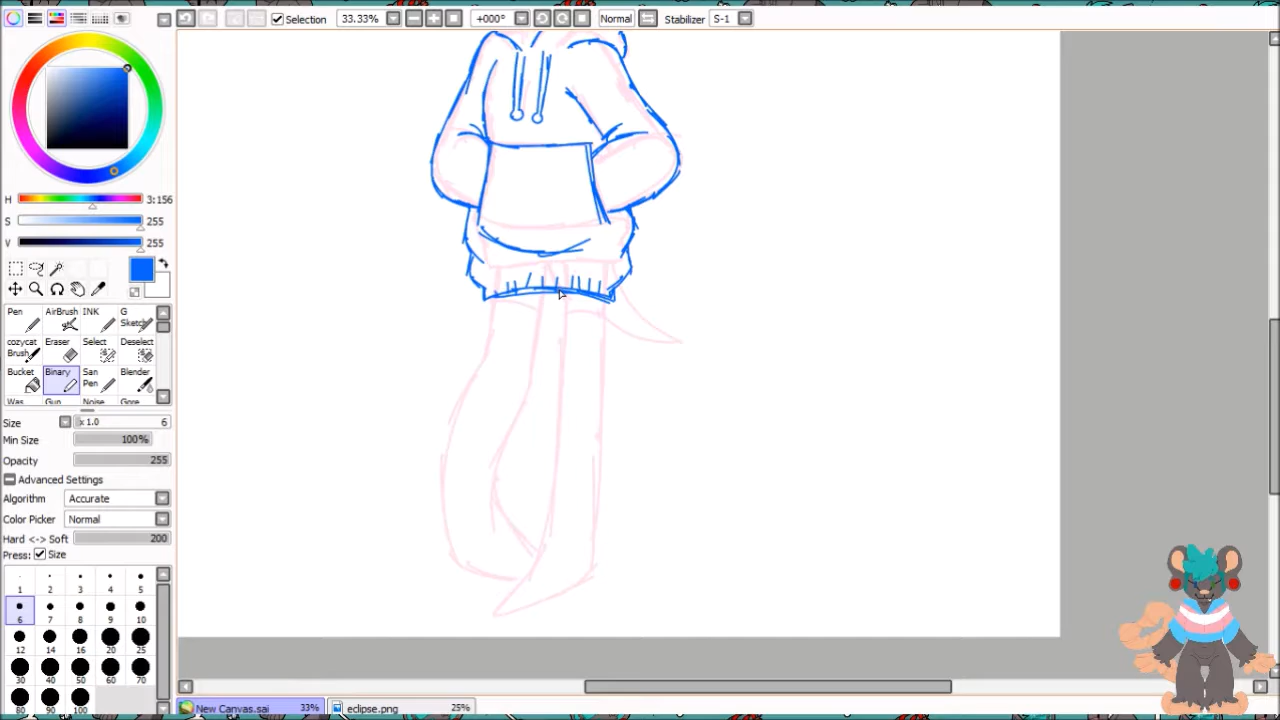 Selection 33.33% +000° Normal Stabilizer S-1
H 3:156
S 255
V 255
Pen AirBrush INK G Sketch
cozycat Brush Eraser Select Deselect
Bucket Binary San Pen Blender
Was Gun Noise Gore
Size x 1.0 6
Min Size 100%
Opacity 255
Advanced Settings
Algorithm Accurate
Color Picker Normal
Hard <-> Soft 200
Press: Size
1 2 3 4 5
6 7 8 9 10
12 14 16 20 25
30 40 50 60 70
80 90 100
New Canvas.sai 33% eclipse.png 25%